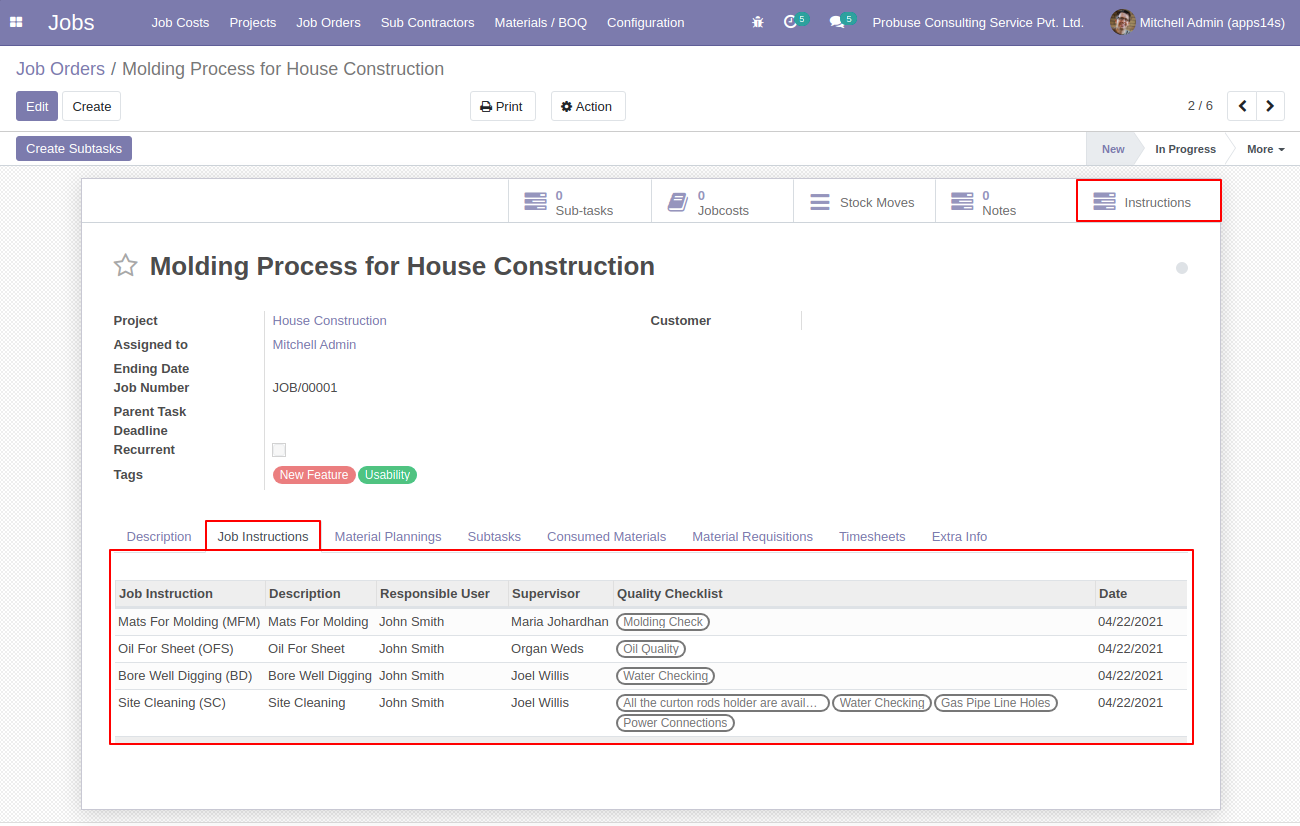 Jobs Job Costs Projects Job Orders Sub Contractors Materials / BOQ Configuration 5 5 Probuse Consulting Service Pvt. Ltd. Mitchell Admin (apps14s)
Job Orders / Molding Process for House Construction
Edit Create Print Action 2 / 6
Create Subtasks New In Progress More
0 Sub-tasks 0 Jobcosts Stock Moves 0 Notes Instructions
Molding Process for House Construction
Project House Construction Customer
Assigned to Mitchell Admin
Ending Date
Job Number JOB/00001
Parent Task
Deadline
Recurrent
Tags New Feature Usability
Description Job Instructions Material Plannings Subtasks Consumed Materials Material Requisitions Timesheets Extra Info
Job Instruction Description Responsible User Supervisor Quality Checklist Date
Mats For Molding (MFM) Mats For Molding John Smith Maria Johardhan Molding Check 04/22/2021
Oil For Sheet (OFS) Oil For Sheet John Smith Organ Weds Oil Quality 04/22/2021
Bore Well Digging (BD) Bore Well Digging John Smith Joel Willis Water Checking 04/22/2021
Site Cleaning (SC) Site Cleaning John Smith Joel Willis All the curton rods holder are avail… Water Checking Gas Pipe Line Holes 04/22/2021
Power Connections